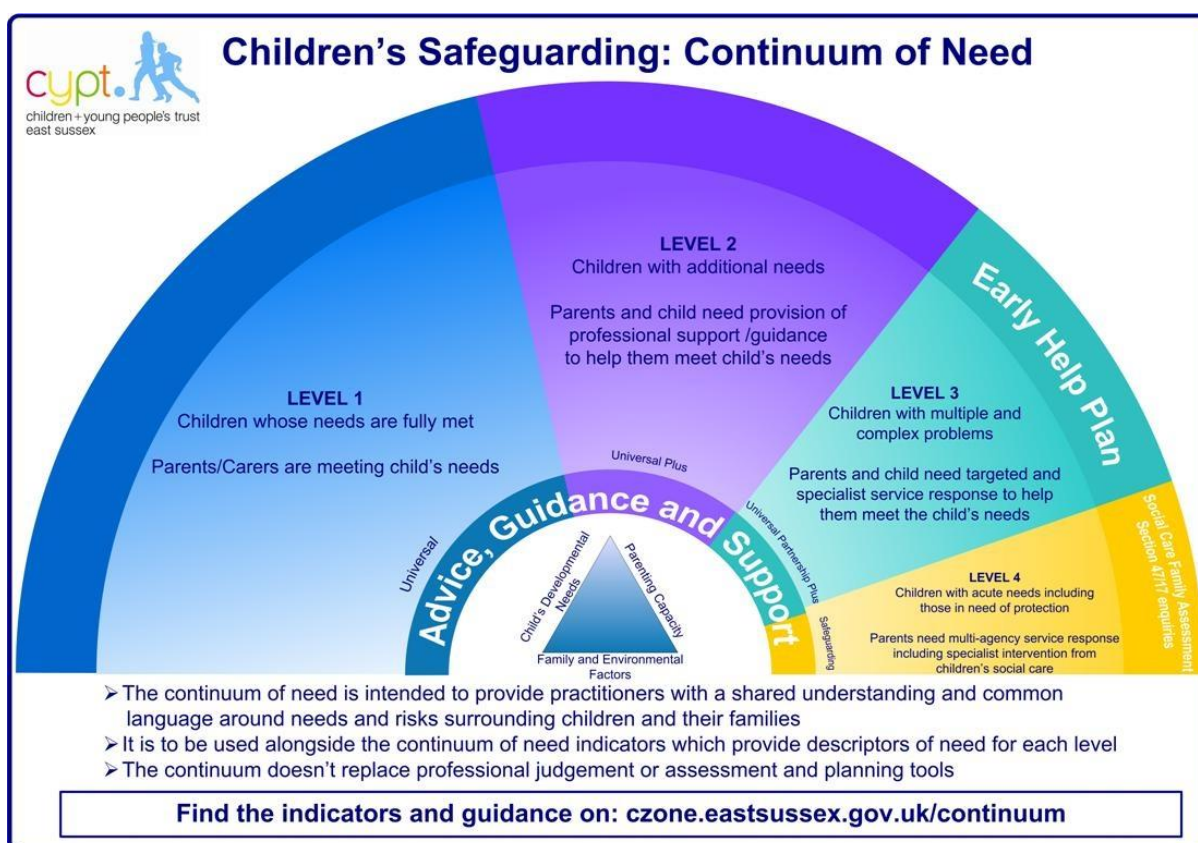 Children's Safeguarding: Continuum of Need
cypt.
children + young people's trust
east sussex
LEVEL 1
Children whose needs are fully met
Parents/Carers are meeting child's needs
LEVEL 2
Children with additional needs
Parents and child need provision of
professional support /guidance
to help them meet child's needs
LEVEL 3
Children with multiple and
complex problems
Parents and child need targeted and
specialist service response to help
them meet the child's needs
Early Help Plan
LEVEL 4
Children with acute needs including
those in need of protection
Parents need multi-agency service response
including specialist intervention from
children's social care
Social Care Family Assessment
Section 47/17 enquiries
Universal
Universal Plus
Universal Partnership Plus
Safeguarding
Advice, Guidance and Support
Child's Developmental
Needs
Parenting Capacity
Family and Environmental
Factors
➢ The continuum of need is intended to provide practitioners with a shared understanding and common
language around needs and risks surrounding children and their families
➢ It is to be used alongside the continuum of need indicators which provide descriptors of need for each level
➢ The continuum doesn't replace professional judgement or assessment and planning tools
Find the indicators and guidance on: czone.eastsussex.gov.uk/continuum